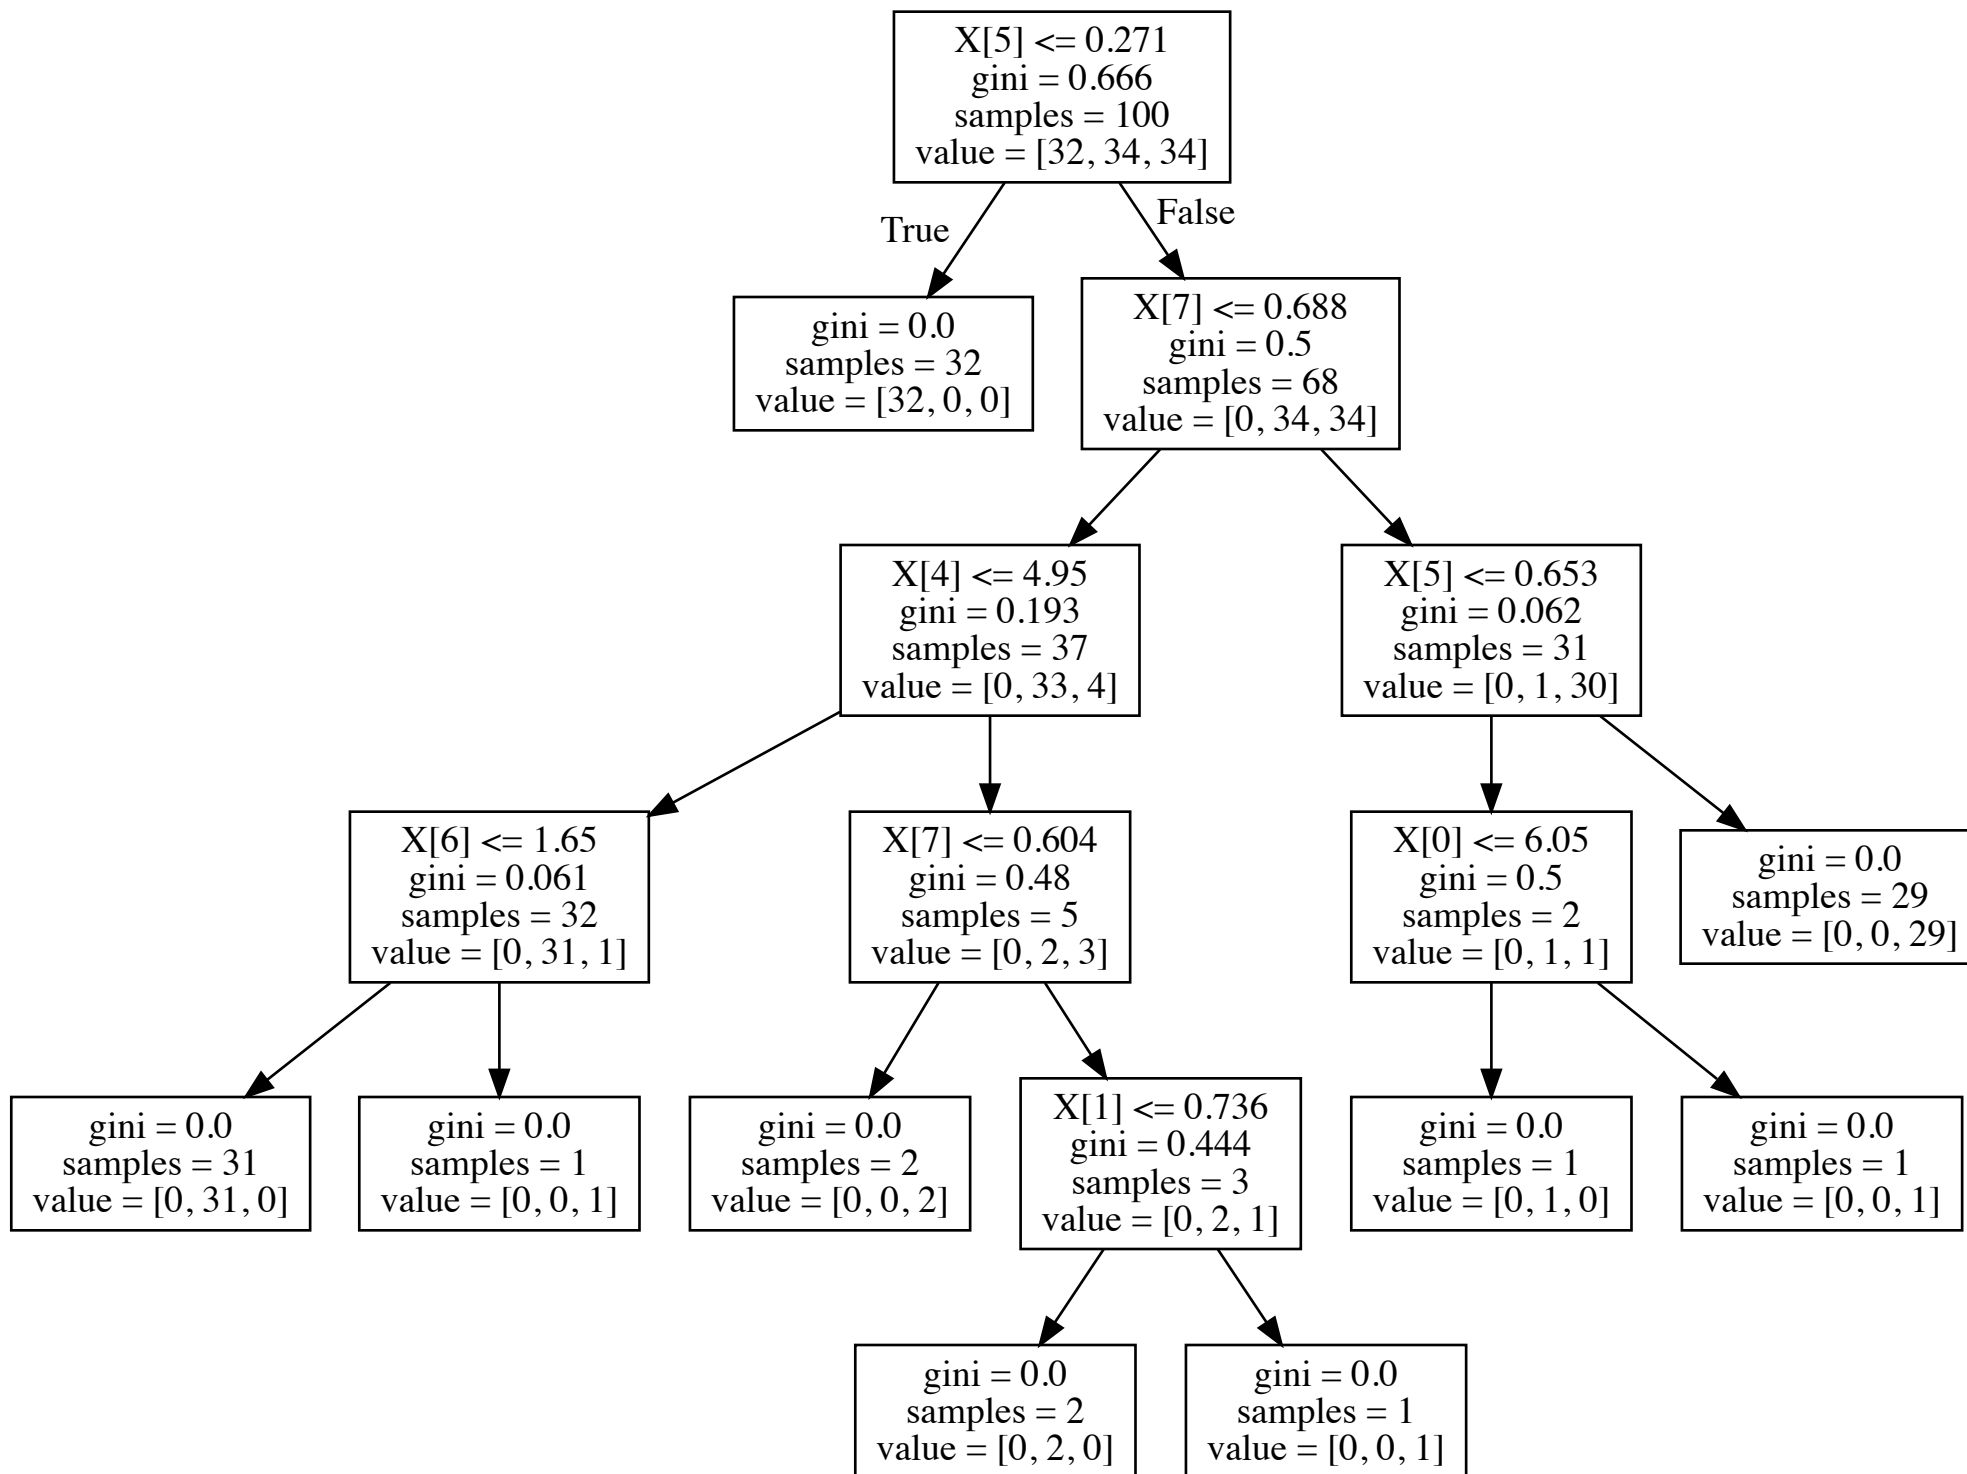 X[5] <= 0.271
gini = 0.666
samples = 100
value = [32, 34, 34]
True
False
gini = 0.0
samples = 32
value = [32, 0, 0]
X[7] <= 0.688
gini = 0.5
samples = 68
value = [0, 34, 34]
X[4] <= 4.95
gini = 0.193
samples = 37
value = [0, 33, 4]
X[5] <= 0.653
gini = 0.062
samples = 31
value = [0, 1, 30]
X[6] <= 1.65
gini = 0.061
samples = 32
value = [0, 31, 1]
X[7] <= 0.604
gini = 0.48
samples = 5
value = [0, 2, 3]
X[0] <= 6.05
gini = 0.5
samples = 2
value = [0, 1, 1]
gini = 0.0
samples = 29
value = [0, 0, 29]
gini = 0.0
samples = 31
value = [0, 31, 0]
gini = 0.0
samples = 1
value = [0, 0, 1]
gini = 0.0
samples = 2
value = [0, 0, 2]
X[1] <= 0.736
gini = 0.444
samples = 3
value = [0, 2, 1]
gini = 0.0
samples = 1
value = [0, 1, 0]
gini = 0.0
samples = 1
value = [0, 0, 1]
gini = 0.0
samples = 2
value = [0, 2, 0]
gini = 0.0
samples = 1
value = [0, 0, 1]